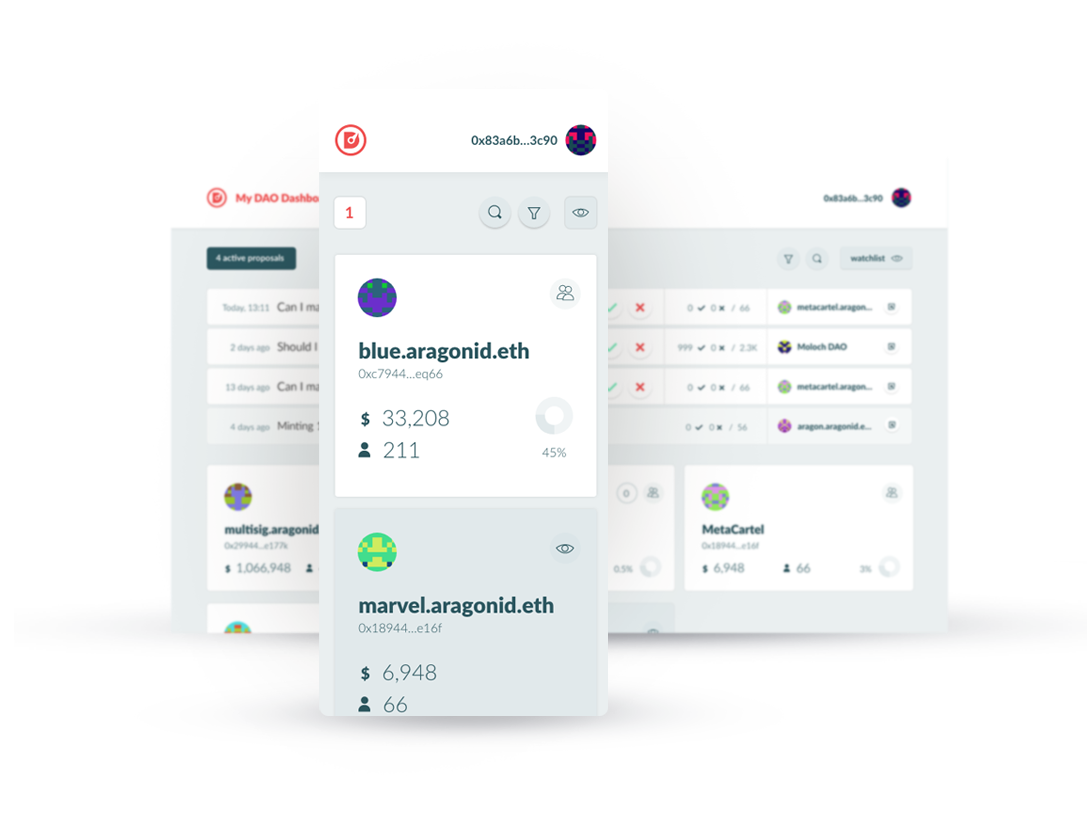 0x83a6b...3c90
1
blue.aragonid.eth
0xc7944...eq66
$ 33,208
211
45%
marvel.aragonid.eth
0x18944...e16f
$ 6,948
66
My DAO Dashbo
0x83a6b...3c90
4 active proposals
watchlist
Today, 13:11 Can I ma
0 0 / 66 metacartel.aragon...
2 days ago Should I
999 0 / 2.3K Moloch DAO
13 days ago Can I ma
0 0 / 66 metacartel.aragon...
4 days ago Minting
0 0 / 56 aragon.aragonid.e...
multisig.aragonid
0x29944...e177k
$ 1,066,948
0
0.5%
MetaCartel
0x18944...e16f
$ 6,948 66 3%